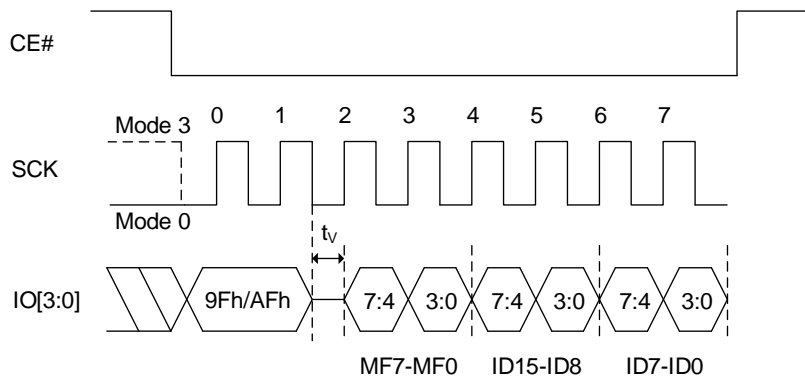 CE#
0 1 2 3 4 5 6 7
Mode 3
SCK
Mode 0
tV
IO[3:0] 9Fh/AFh 7:4 3:0 7:4 3:0 7:4 3:0
MF7-MF0 ID15-ID8 ID7-ID0